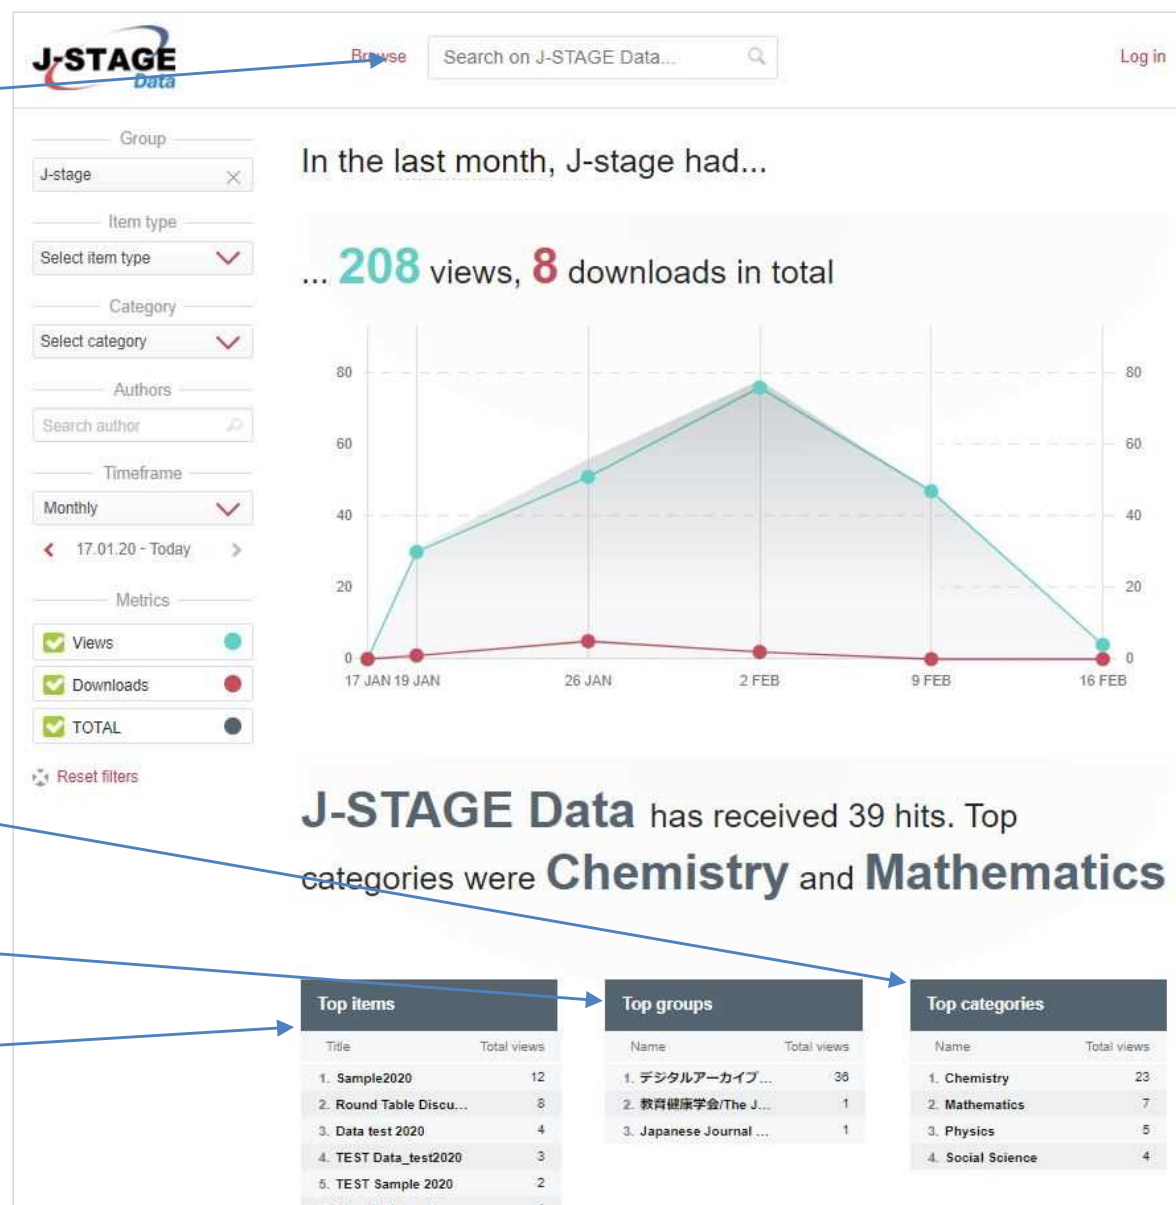 J-STAGE
Data
Browse
Search on J-STAGE Data...
Log in
Group
J-stage
Item type
Select item type
Category
Select category
Authors
Search author
Timeframe
Monthly
17.01.20 - Today
Metrics
Views
Downloads
TOTAL
Reset filters
In the last month, J-stage had...
... 208 views, 8 downloads in total
80 80
60 60
40 40
20 20
0 0
17 JAN 19 JAN 26 JAN 2 FEB 9 FEB 16 FEB
J-STAGE Data has received 39 hits. Top
categories were Chemistry and Mathematics
Top items
Title Total views
1. Sample2020 12
2. Round Table Discu... 8
3. Data test 2020 4
4. TEST Data_test2020 3
5. TEST Sample 2020 2
Top groups
Name Total views
1. デジタルアーカイブ... 36
2. 教育健康学会/The J... 1
3. Japanese Journal ... 1
Top categories
Name Total views
1. Chemistry 23
2. Mathematics 7
3. Physics 5
4. Social Science 4